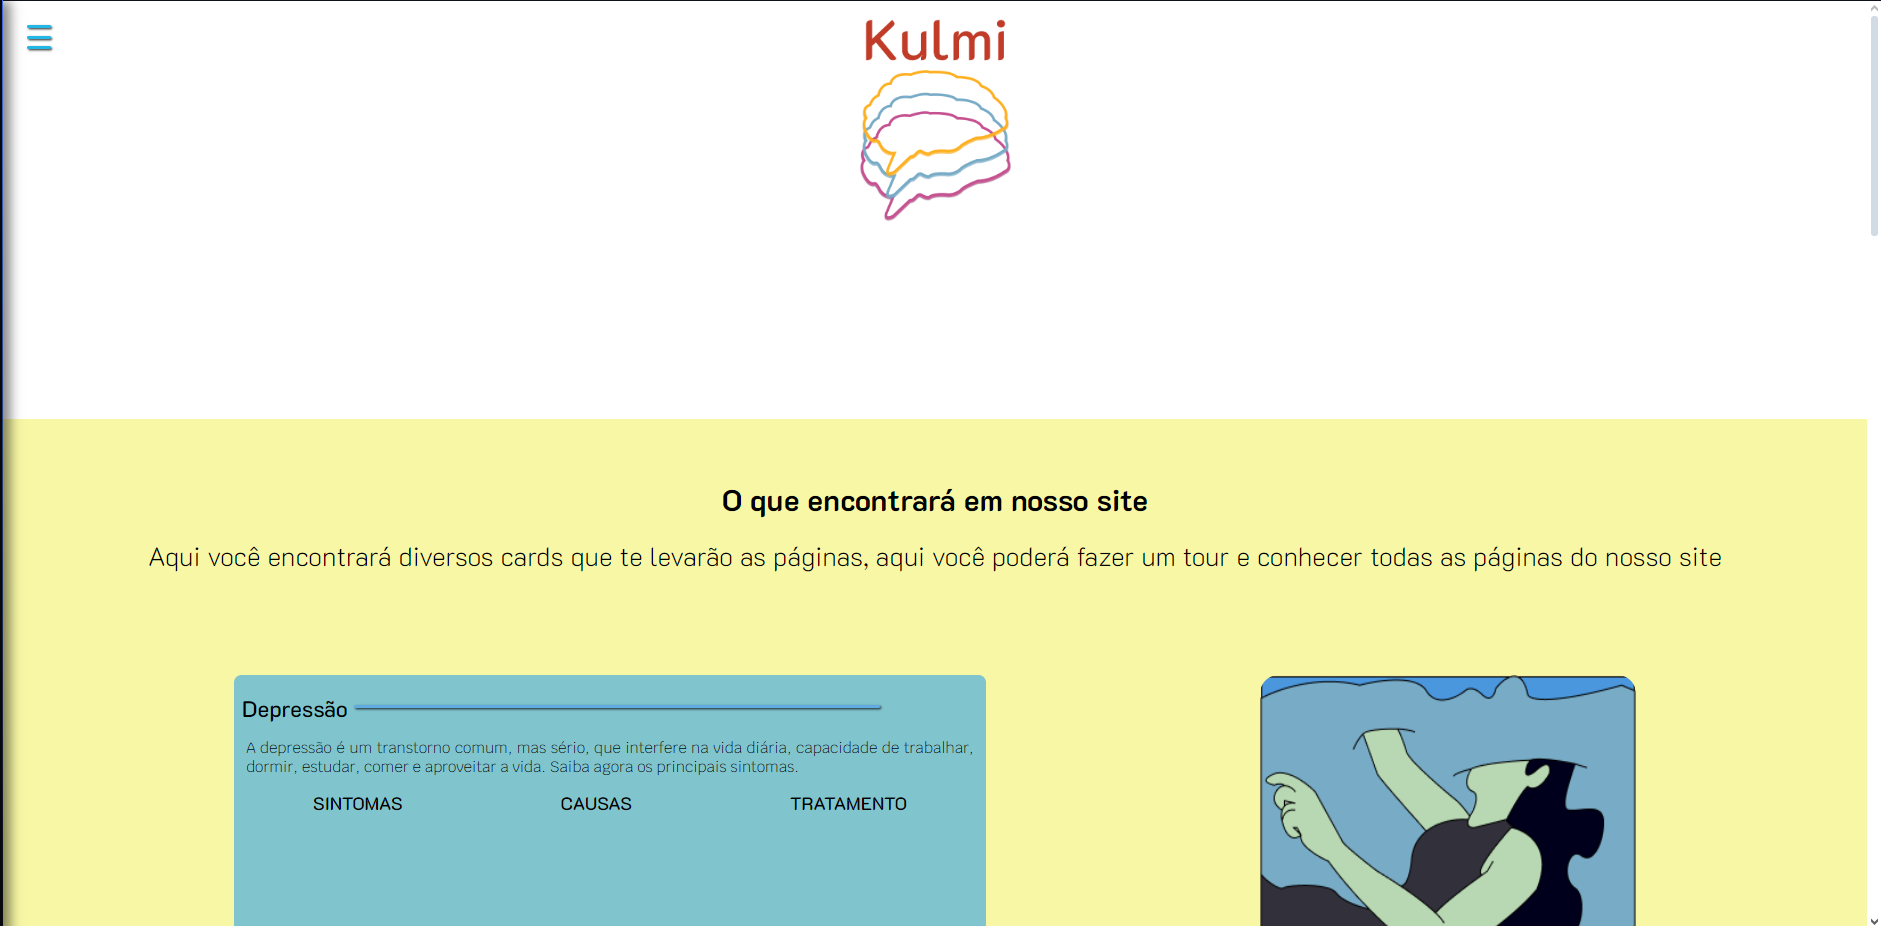 Kulmi
O que encontrará em nosso site
Aqui você encontrará diversos cards que te levarão as páginas, aqui você poderá fazer um tour e conhecer todas as páginas do nosso site
Depressão
A depressão é um transtorno comum, mas sério, que interfere na vida diária, capacidade de trabalhar,
dormir, estudar, comer e aproveitar a vida. Saiba agora os principais sintomas.
SINTOMAS CAUSAS TRATAMENTO